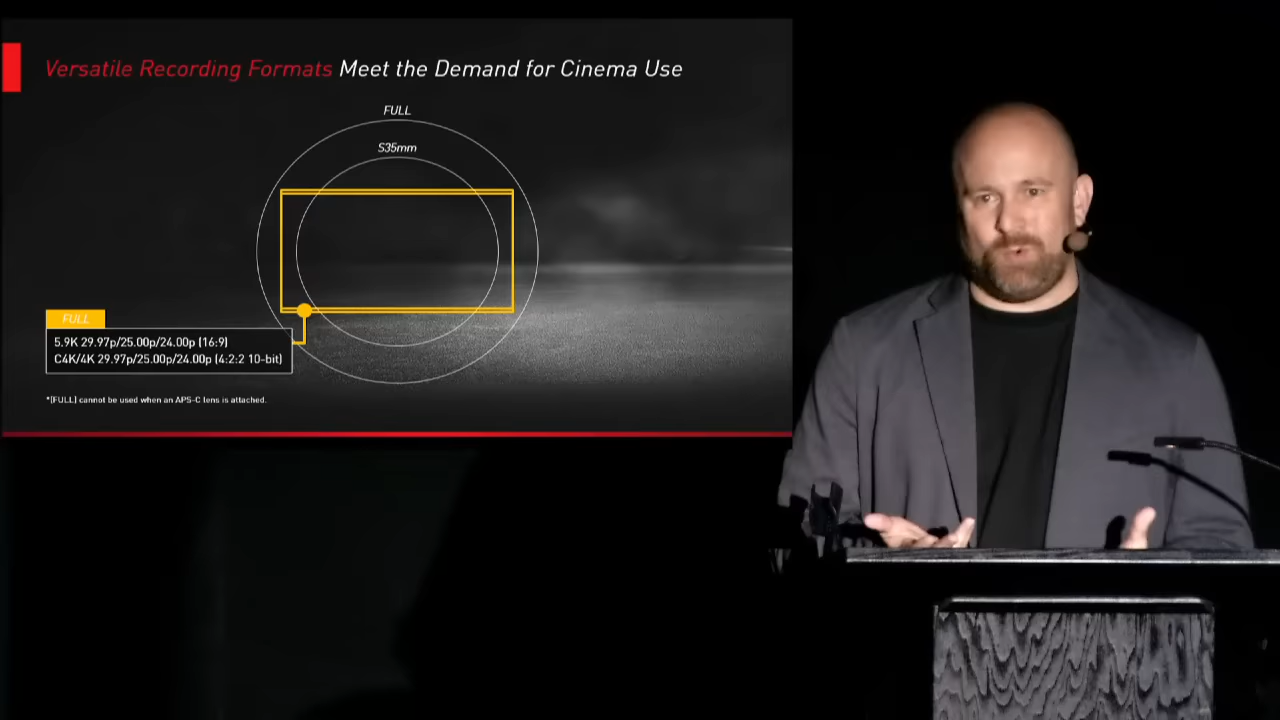 Versatile Recording Formats Meet the Demand for Cinema Use
FULL
S35mm
FULL
5.9K 29.97p/25.00p/24.00p (16:9)
C4K/4K 29.97p/25.00p/24.00p (4:2:2 10-bit)
*[FULL] cannot be used when an APS-C lens is attached.